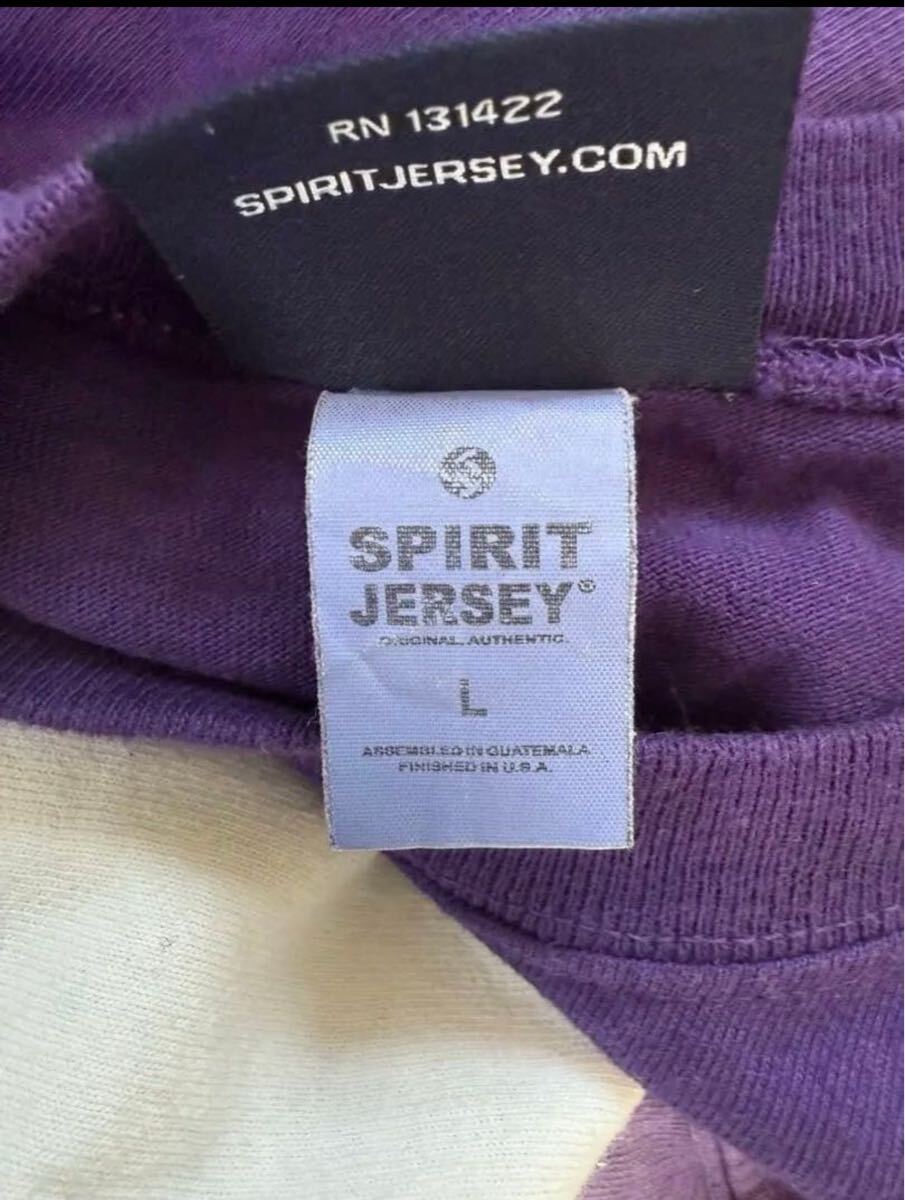 RN 131422
SPIRITJERSEY.COM
SPIRIT
JERSEY®
ORIGINAL. AUTHENTIC.
L
ASSEMBLED IN GUATEMALA
FINISHED IN U.S.A.